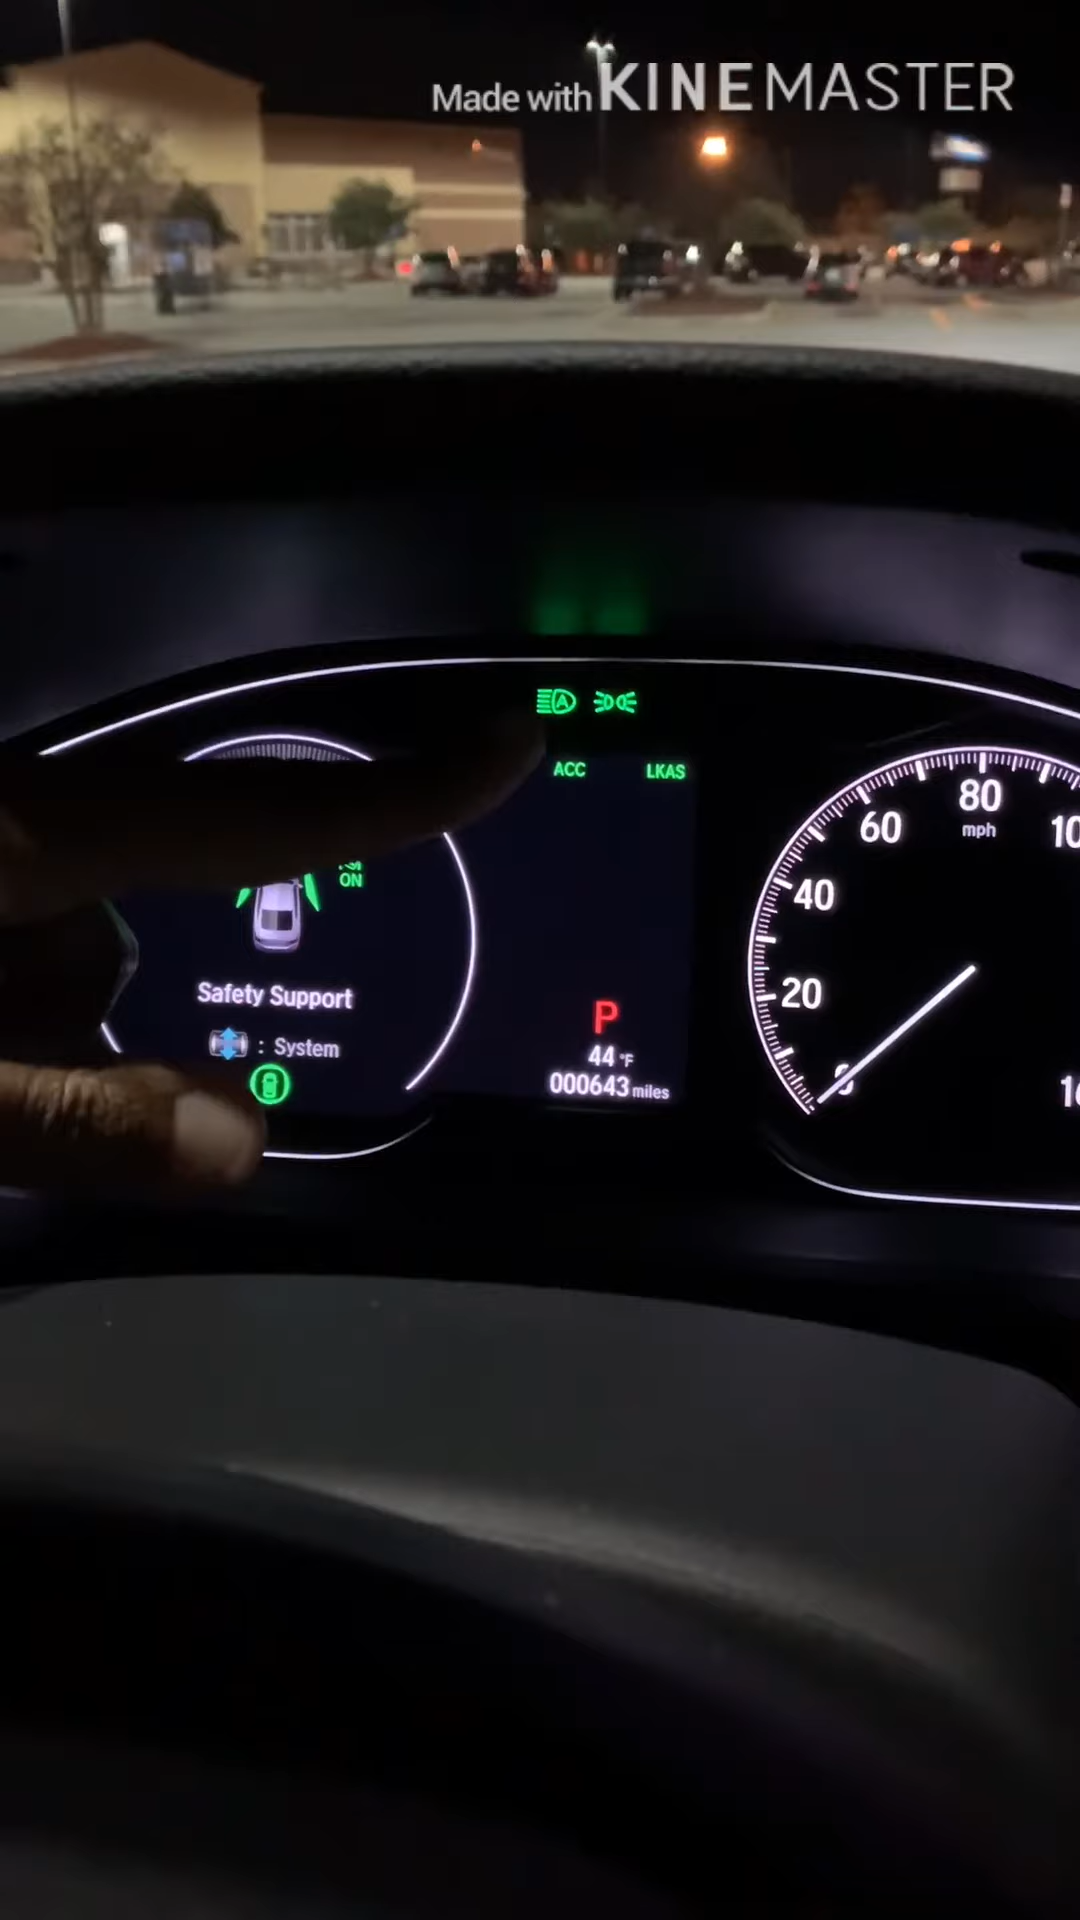 Made with KINEMASTER
ACC LKAS
ON
Safety Support
: System
P
44 °F
000643 miles
20
40
60
80
mph